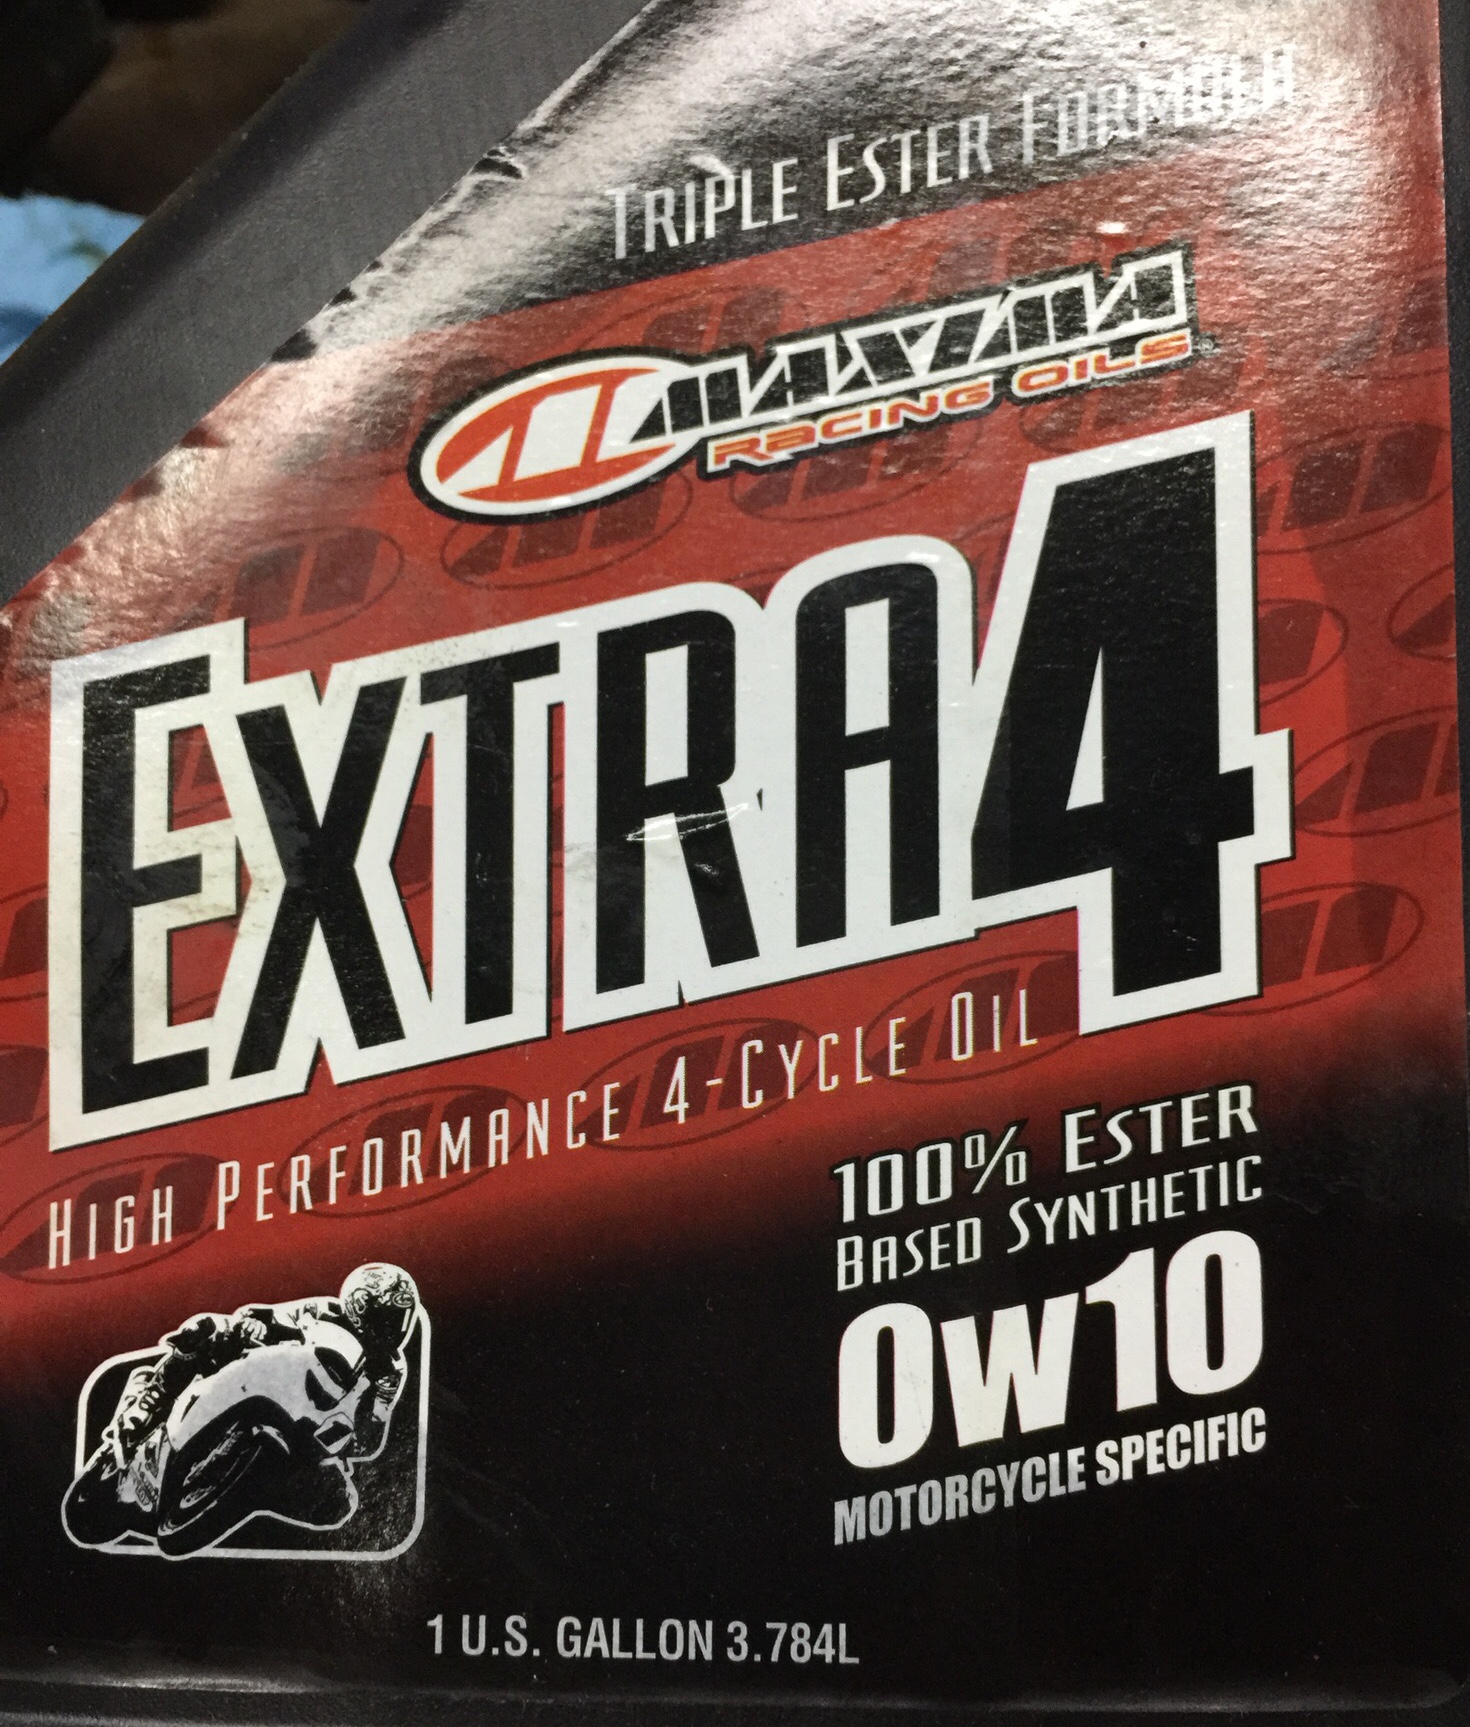 TRIPLE ESTER FORMULA
MAXIMA
RACING OILS®
EXTRA4
HIGH PERFORMANCE 4-CYCLE OIL
100% ESTER
BASED SYNTHETIC
0W10
MOTORCYCLE SPECIFIC
1 U.S. GALLON 3.784L